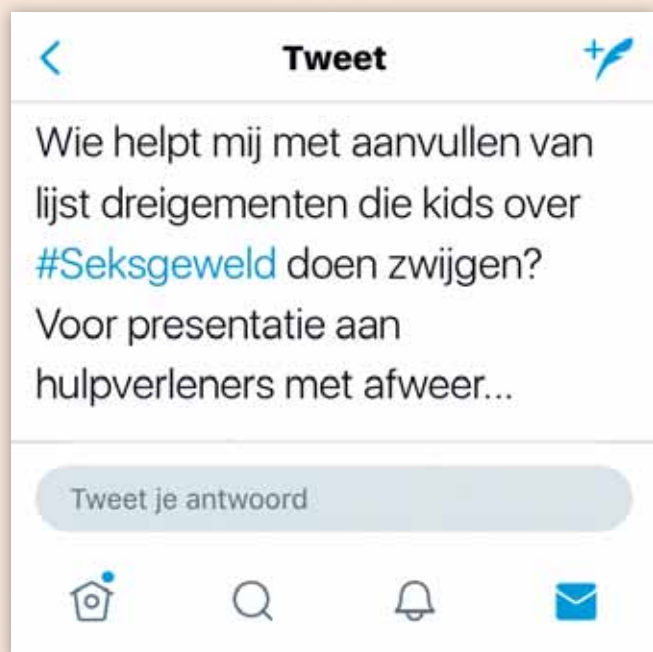 Tweet
Wie helpt mij met aanvullen van
lijst dreigementen die kids over
#Seksgeweld doen zwijgen?
Voor presentatie aan
hulpverleners met afweer...
Tweet je antwoord